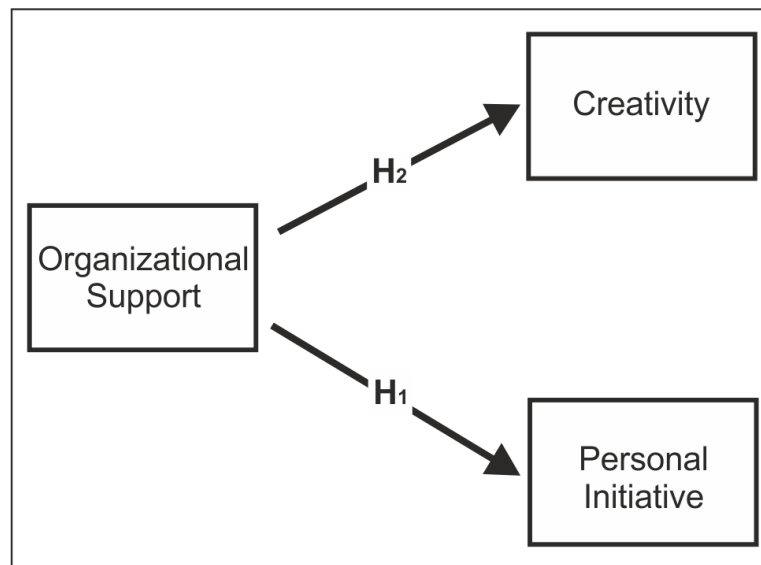 Creativity
H2
Organizational
Support
H1
Personal
Initiative